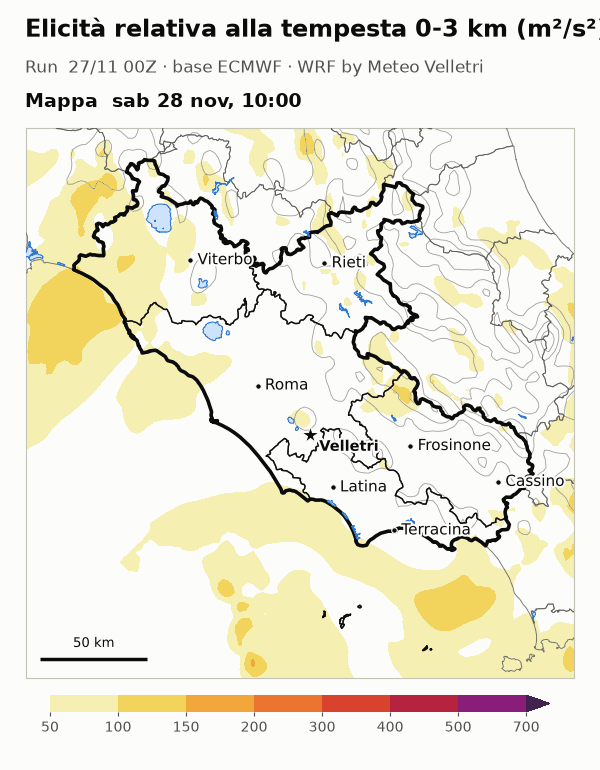 Elicità relativa alla tempesta 0-3 km (m²/s²)
Run 27/11 00Z · base ECMWF · WRF by Meteo Velletri
Mappa sab 28 nov, 10:00
Viterbo
Rieti
Roma
Velletri
Frosinone
Cassino
Latina
Terracina
50 km
50 100 150 200 300 400 500 700